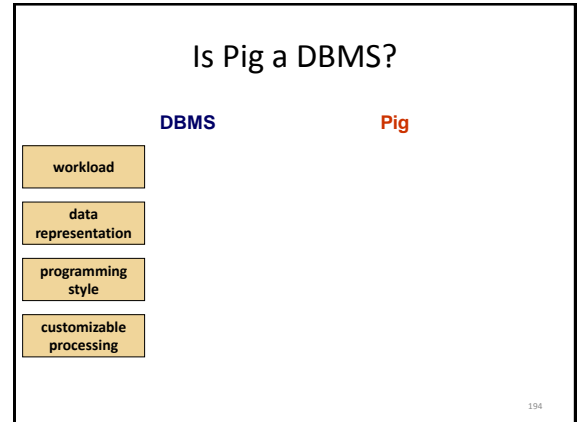 Is Pig a DBMS?
DBMS Pig
workload
data
representation
programming
style
customizable
processing
194